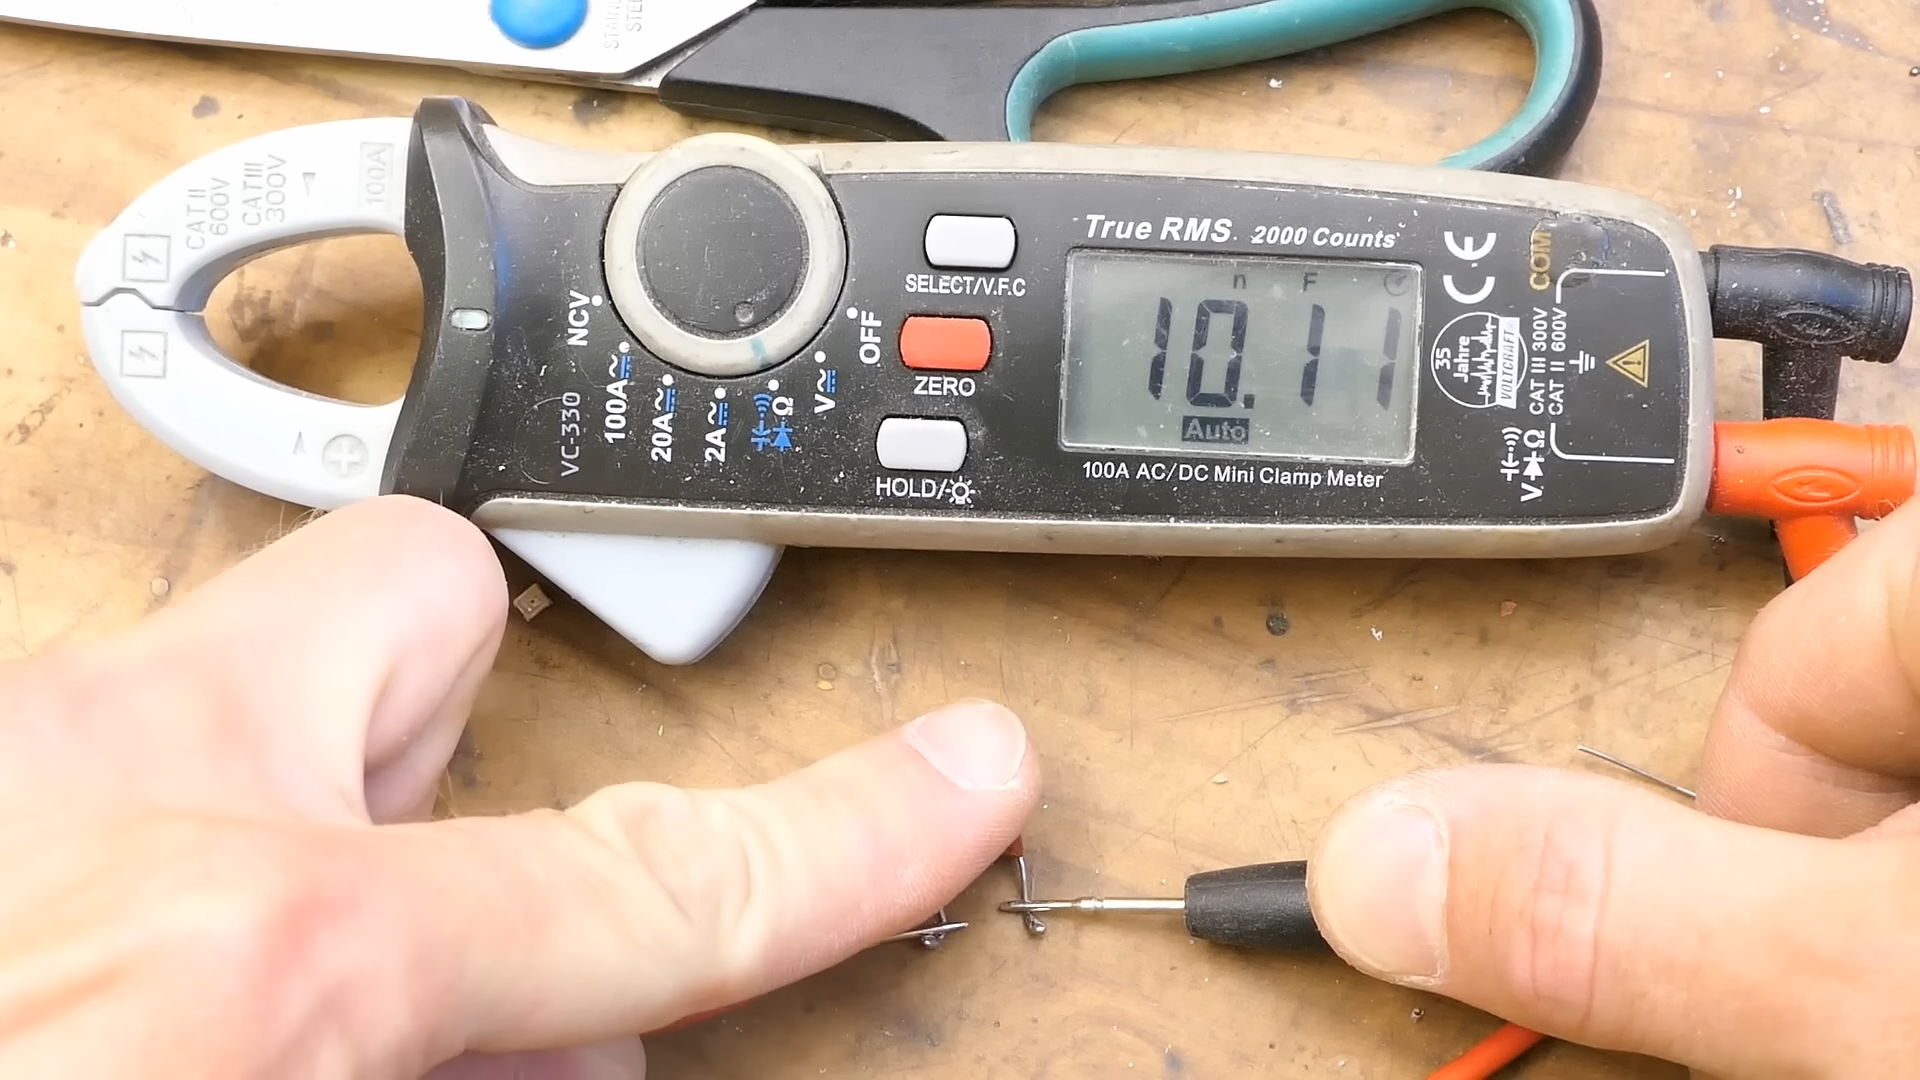 STAINLESS
STEEL
CAT II
600V
CAT III
300V
100A
True RMS 2000 Counts
SELECT/V.F.C
n F
10.11
Auto
ZERO
HOLD/
100A AC/DC Mini Clamp Meter
VC-330
NCV
100A
20A
2A
Ω
V
OFF
CE
35
Jahre
VOLTCRAFT
COM
CAT III 300V
CAT II 600V
V Ω